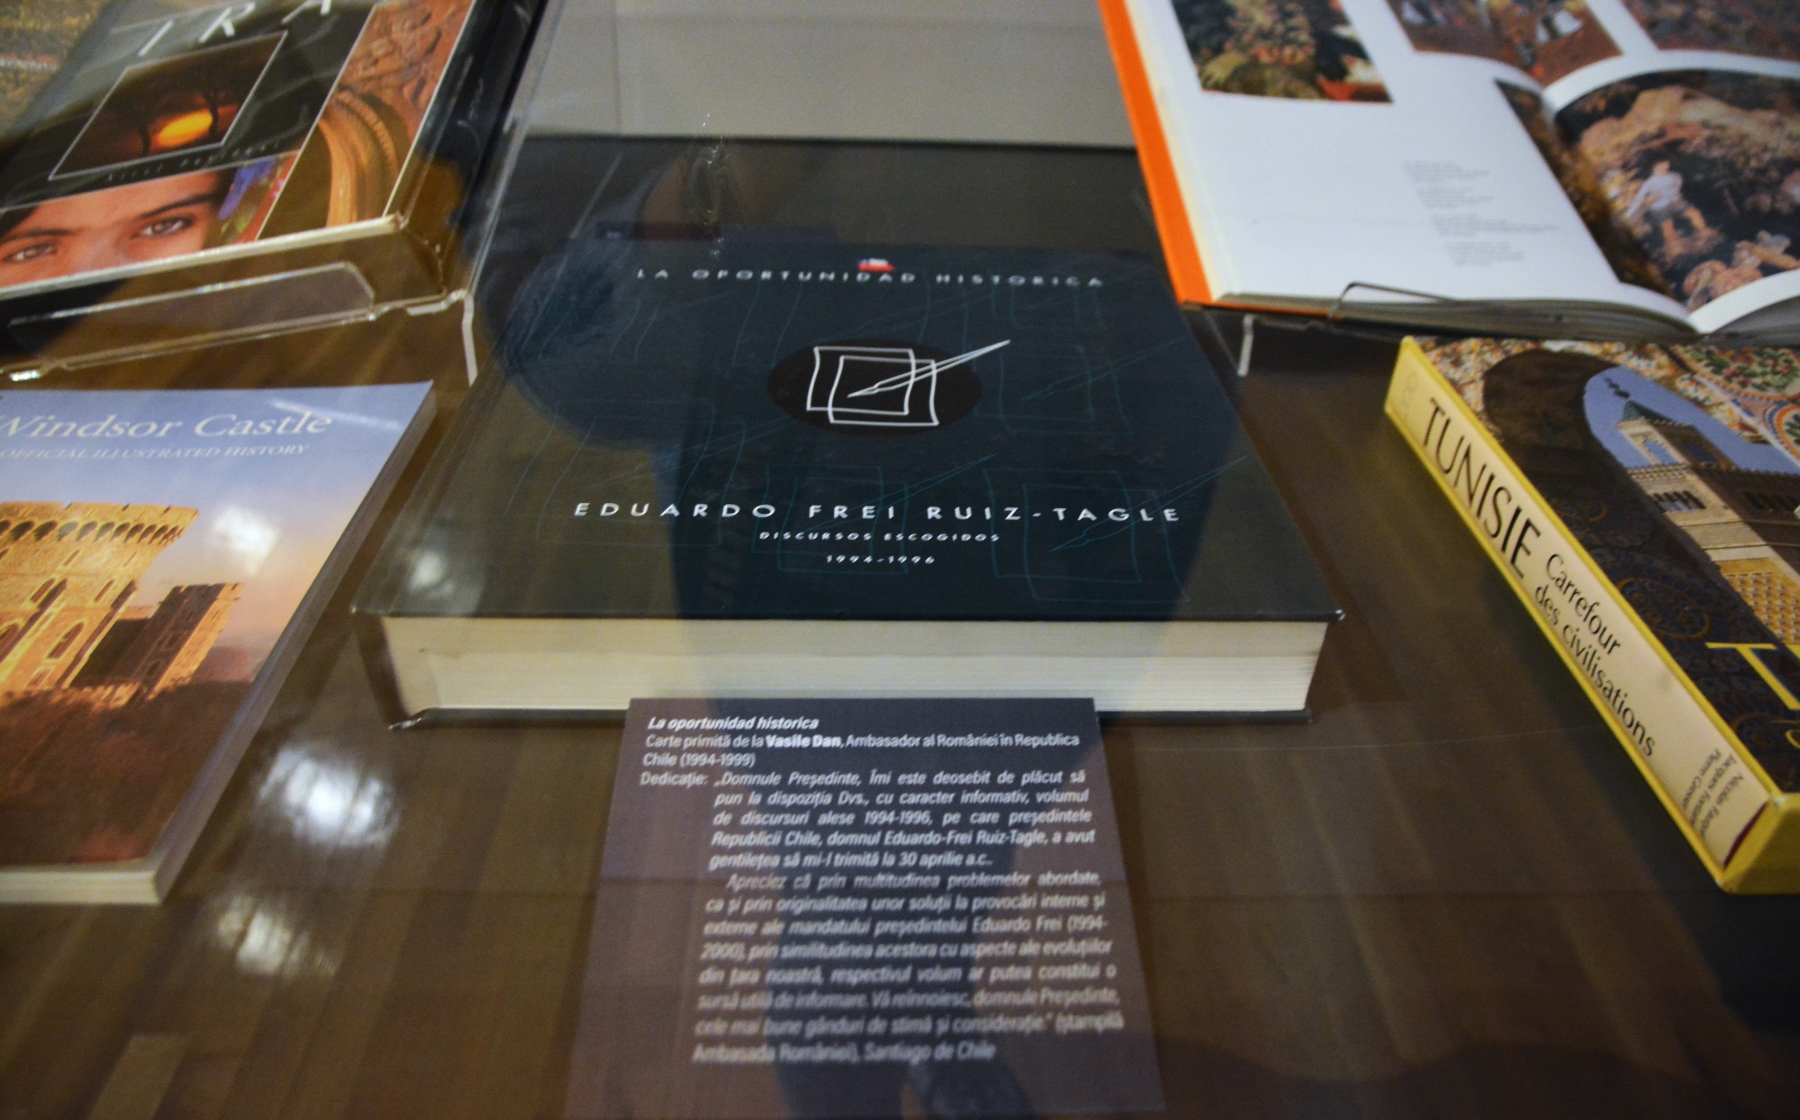 TRA
Windsor Castle
OFFICIAL ILLUSTRATED HISTORY
LA OPORTUNIDAD HISTORICA
EDUARDO FREI RUIZ-TAGLE
DISCURSOS ESCOGIDOS
1994-1996
TUNISIE
Carrefour
des civilisations
La oportunidad historica
Carte primită de la Vasile Dan, Ambasador al României în Republica
Chile (1994-1999)
Dedicație: „Domnule Președinte, Îmi este deosebit de plăcut să
pun la dispoziția Dvs., cu caracter informativ, volumul
de discursuri alese 1994-1996, pe care președintele
Republicii Chile, domnul Eduardo-Frei Ruiz-Tagle, a avut
gentilețea să mi-l trimită la 30 aprilie a.c..
Apreciez că prin multitudinea problemelor abordate,
ca și prin originalitatea unor soluții la provocări interne și
externe ale mandatului președintelui Eduardo Frei (1994-
2000), prin similitudinea acestora cu aspecte ale evoluțiilor
din țara noastră, respectivul volum ar putea constitui o
sursă utilă de informare. Vă reînnoiesc, domnule Președinte,
cele mai bune gânduri de stimă și considerație.” (ștampilă
Ambasada României), Santiago de Chile